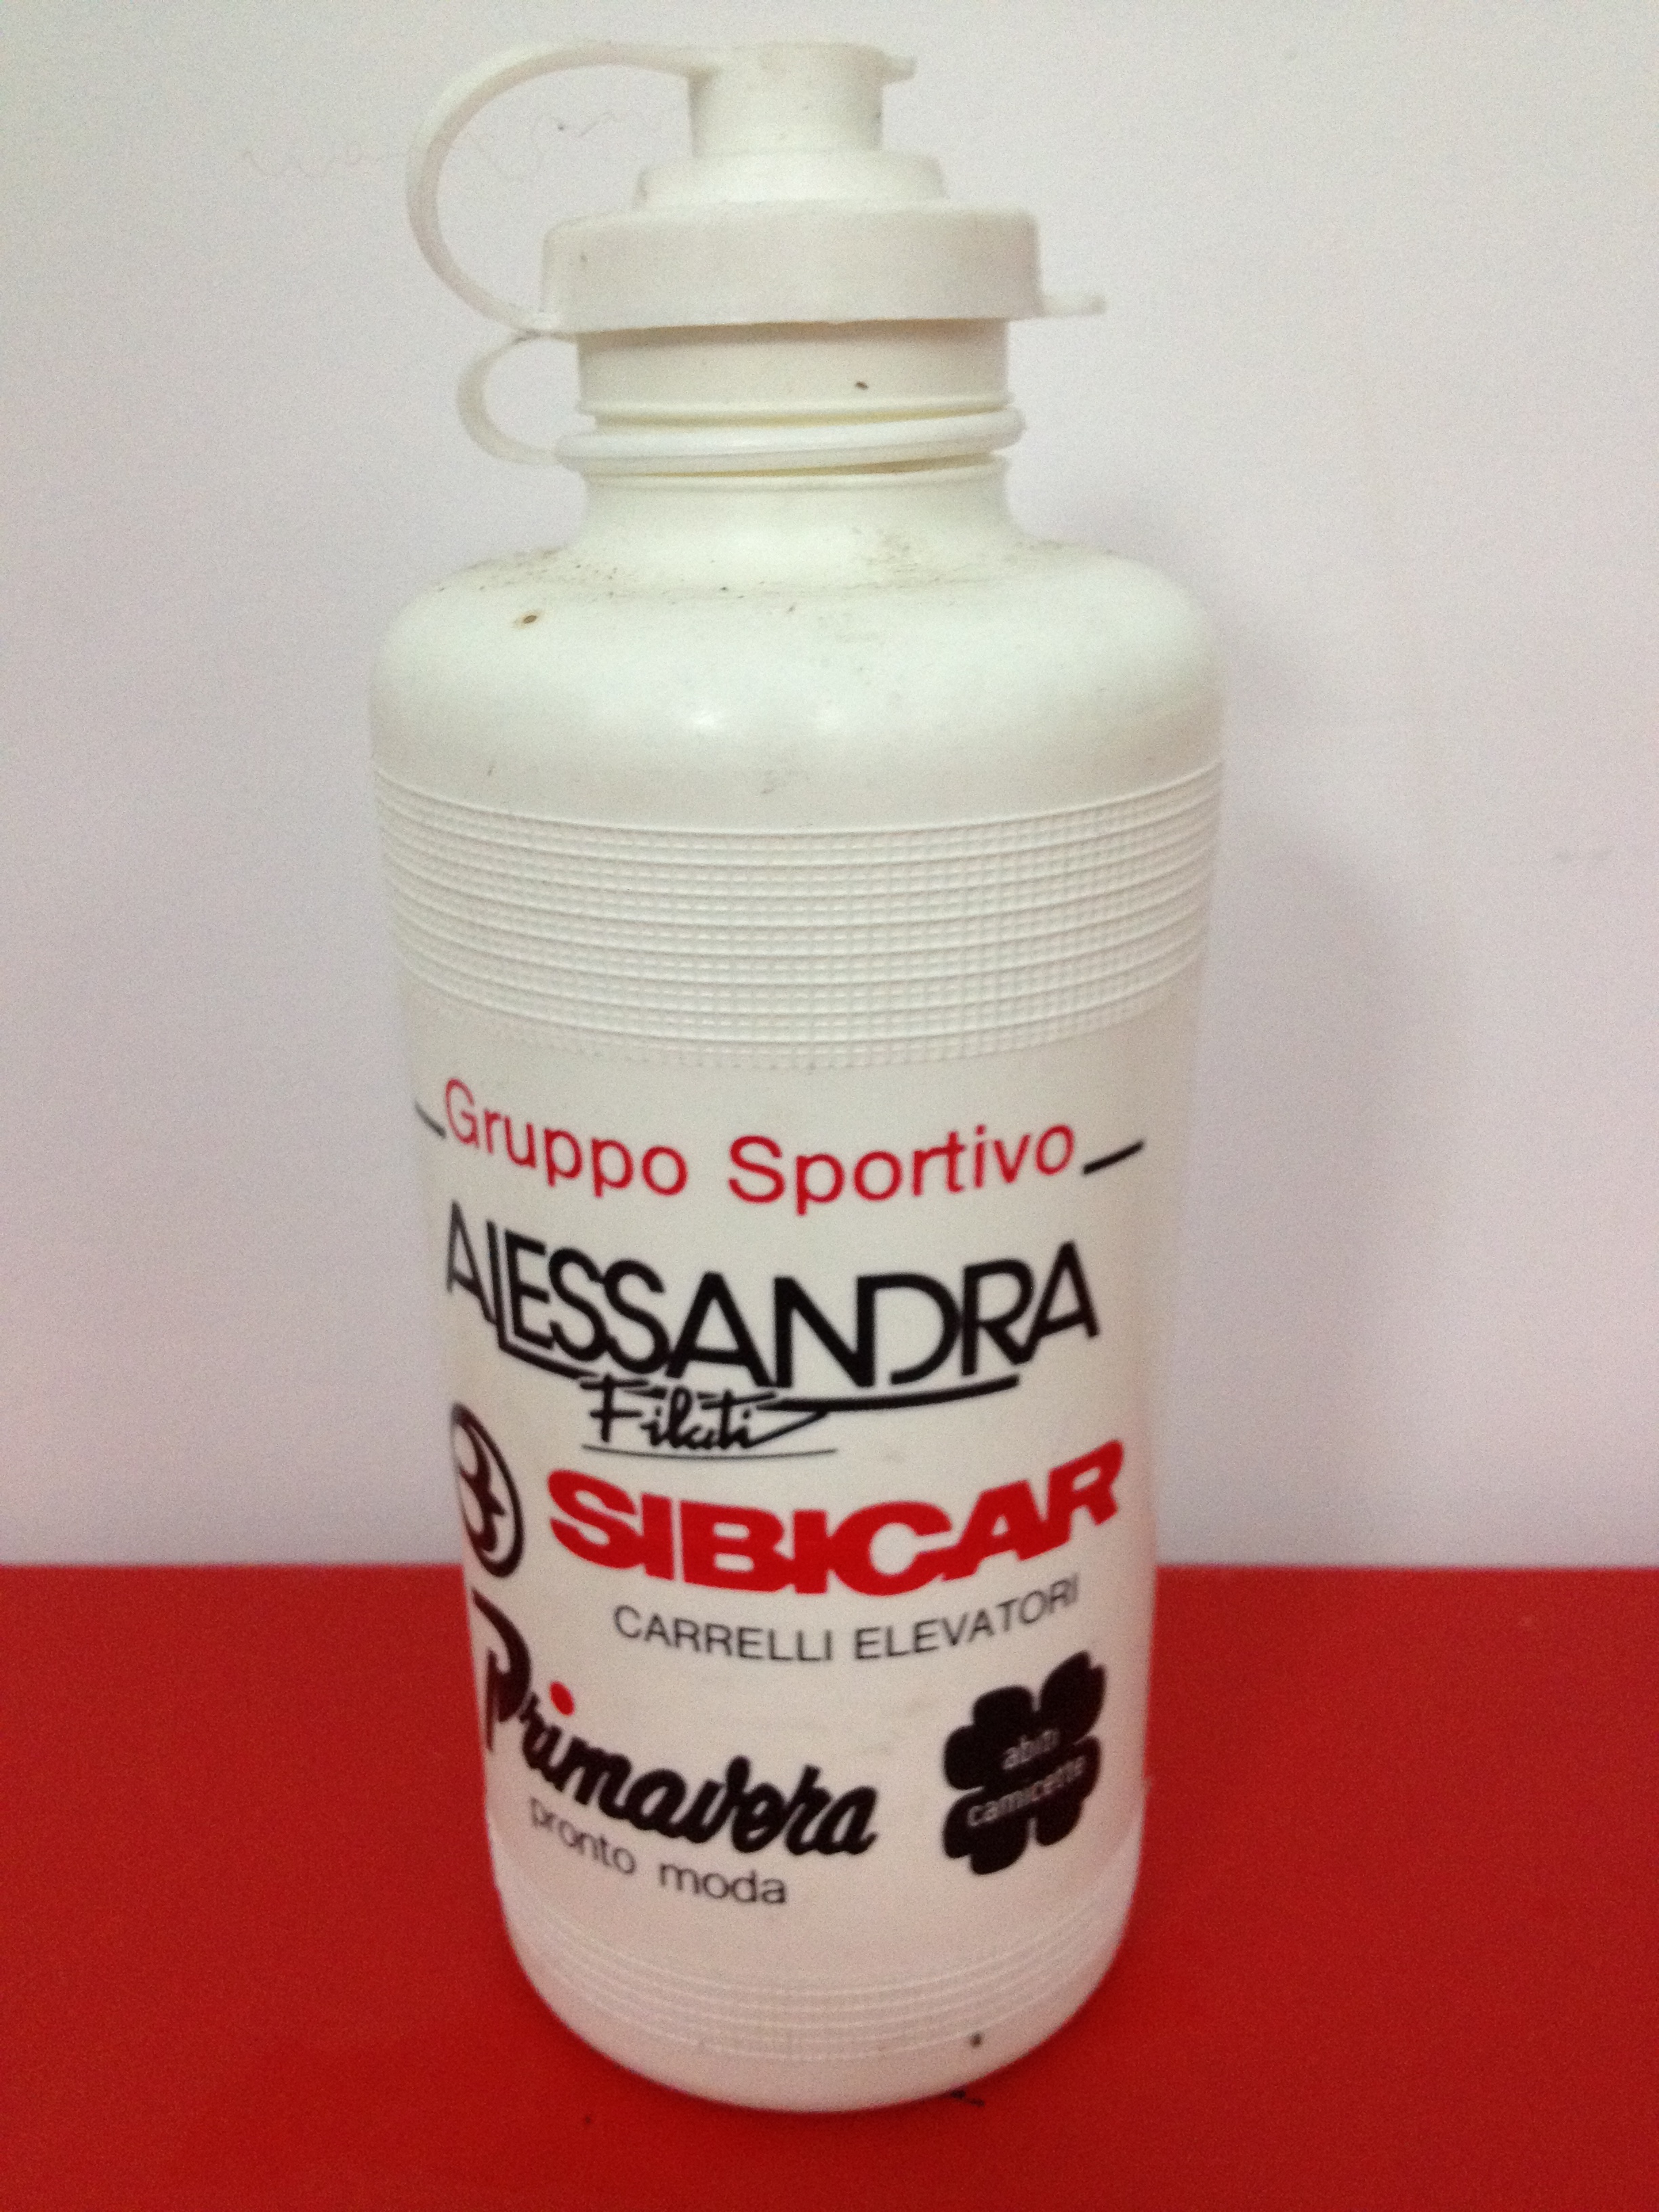 Gruppo Sportivo
ALESSANDRA
Filati
SIBICAR
CARRELLI ELEVATORI
Primavera
pronto moda
abiti
camicette